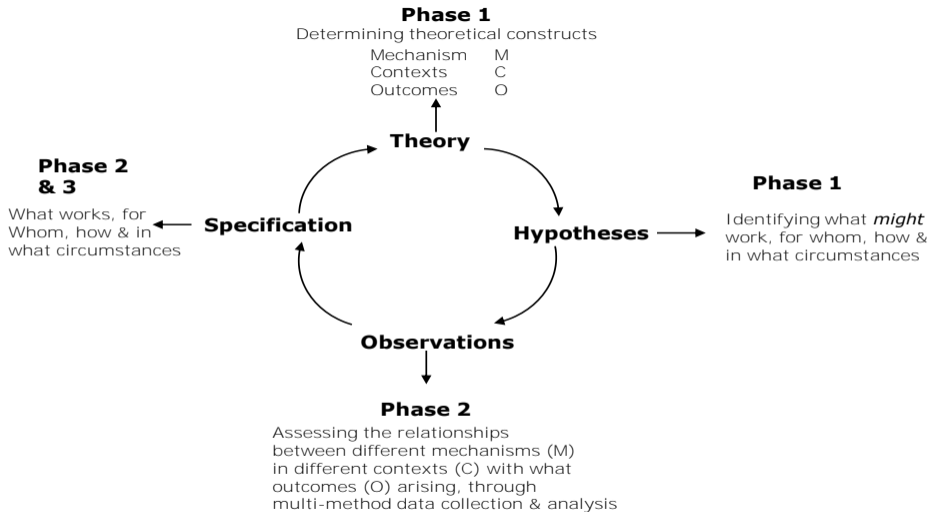 Phase 1
Determining theoretical constructs
Mechanism M
Contexts C
Outcomes O
Theory
Phase 2
& 3
What works, for
Whom, how & in
what circumstances
Specification
Hypotheses
Phase 1
Identifying what might
work, for whom, how &
in what circumstances
Observations
Phase 2
Assessing the relationships
between different mechanisms (M)
in different contexts (C) with what
outcomes (O) arising, through
multi-method data collection & analysis